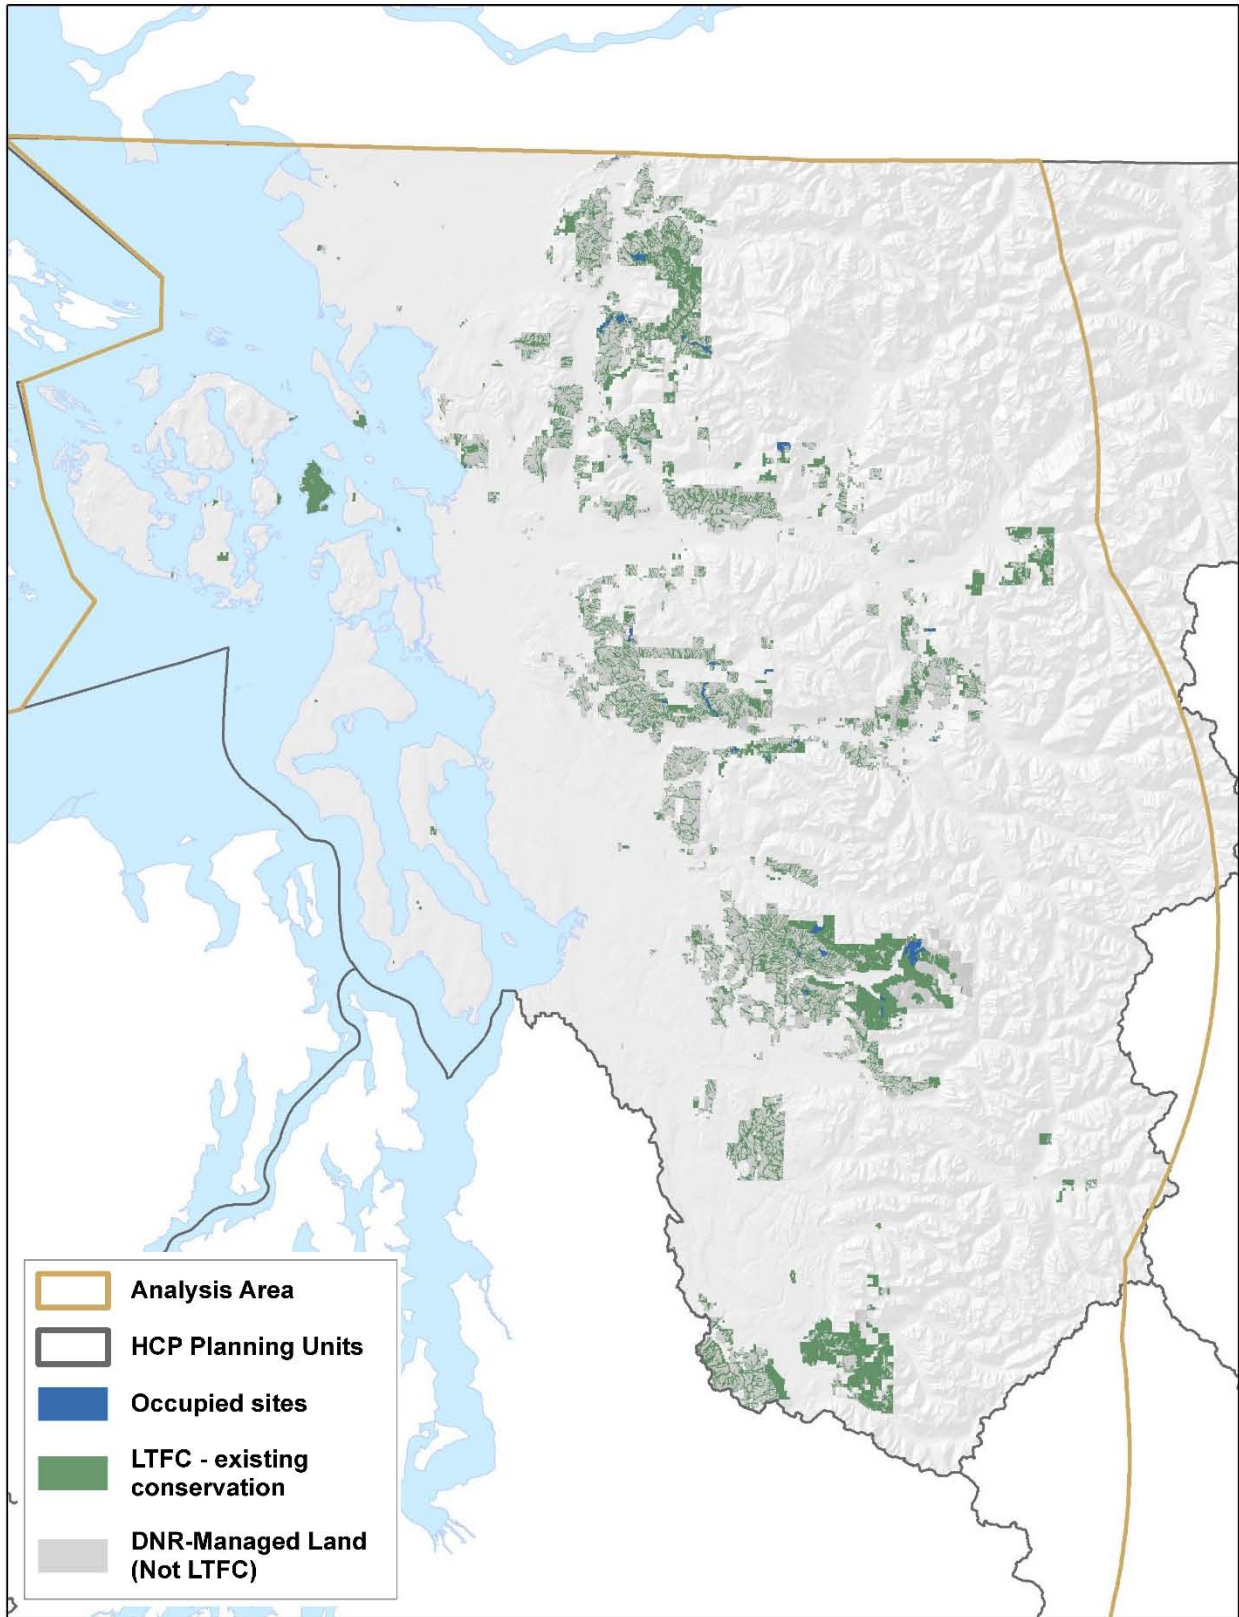 Analysis Area
HCP Planning Units
Occupied sites
LTFC - existing
conservation
DNR-Managed Land
(Not LTFC)